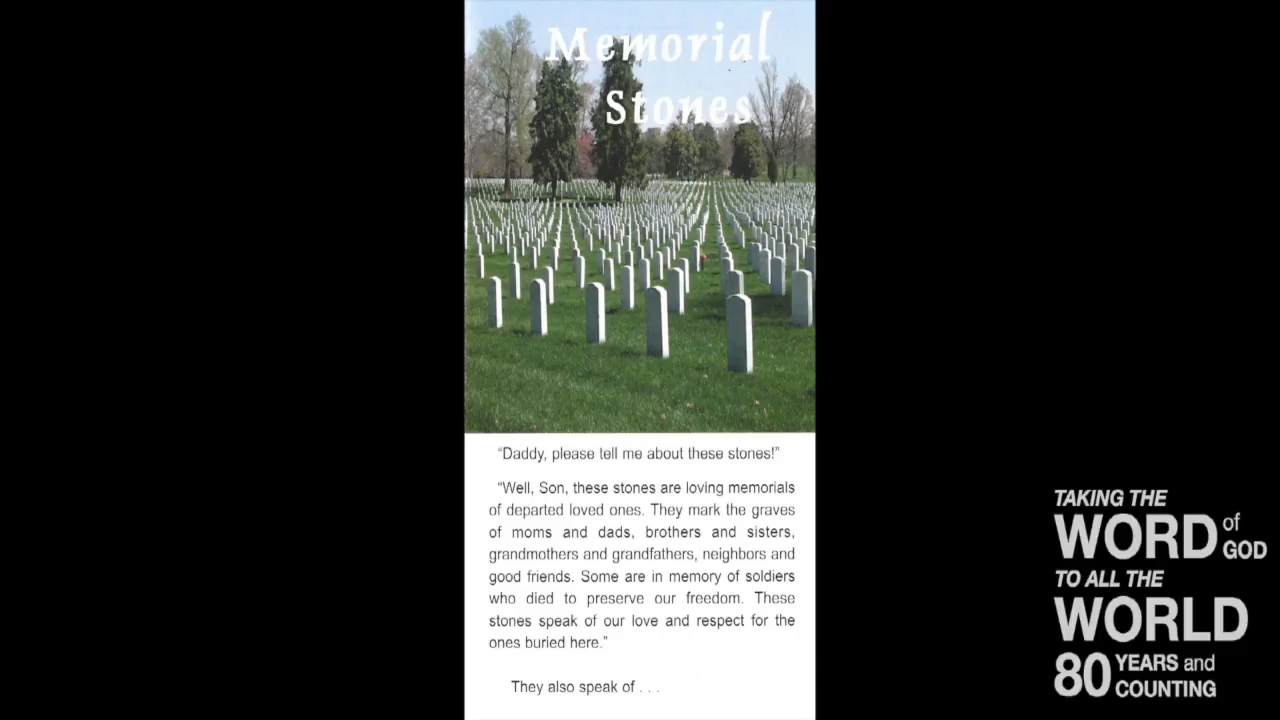 Memorial
Stones
“Daddy, please tell me about these stones!”
“Well, Son, these stones are loving memorials
of departed loved ones. They mark the graves
of moms and dads, brothers and sisters,
grandmothers and grandfathers, neighbors and
good friends. Some are in memory of soldiers
who died to preserve our freedom. These
stones speak of our love and respect for the
ones buried here.”
They also speak of . . .
TAKING THE
WORD of GOD
TO ALL THE
WORLD
80 YEARS and COUNTING